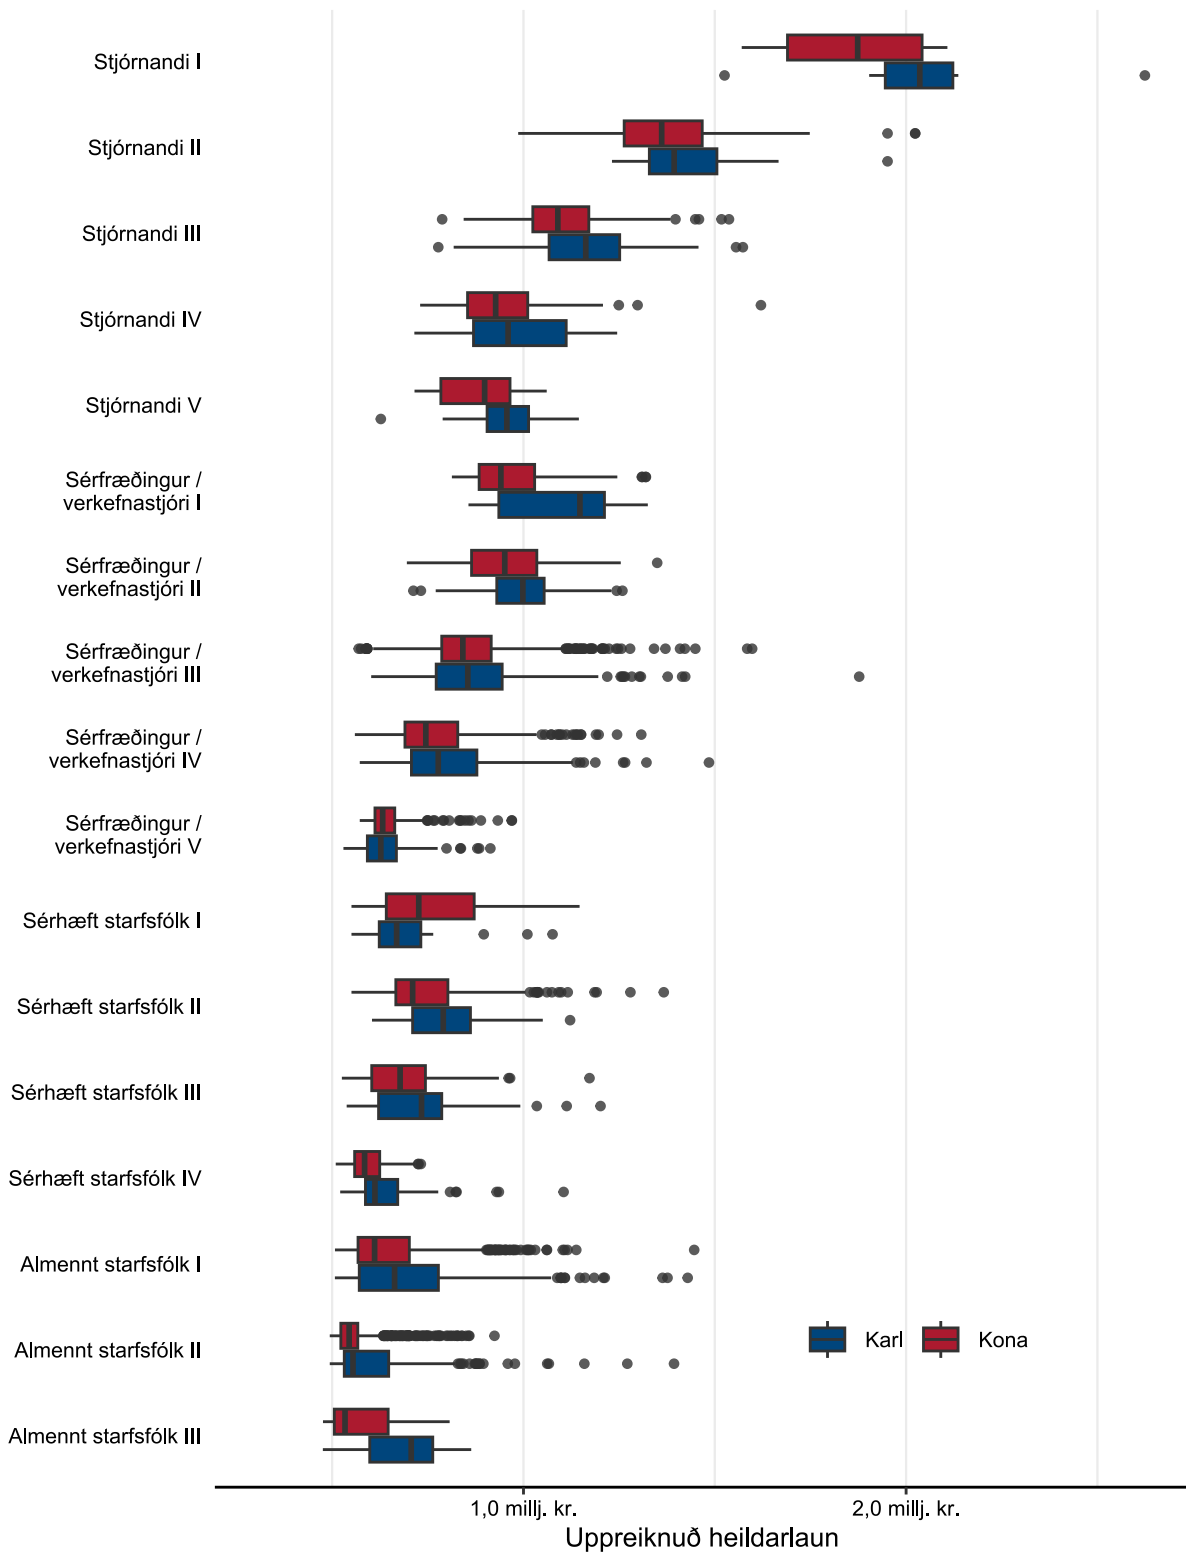 Stjórnandi I
Stjórnandi II
Stjórnandi III
Stjórnandi IV
Stjórnandi V
Sérfræðingur /
verkefnastjóri I
Sérfræðingur /
verkefnastjóri II
Sérfræðingur /
verkefnastjóri III
Sérfræðingur /
verkefnastjóri IV
Sérfræðingur /
verkefnastjóri V
Sérhæft starfsfólk I
Sérhæft starfsfólk II
Sérhæft starfsfólk III
Sérhæft starfsfólk IV
Almennt starfsfólk I
Almennt starfsfólk II
Almennt starfsfólk III
Karl Kona
1,0 millj. kr. 2,0 millj. kr.
Uppreiknuð heildarlaun